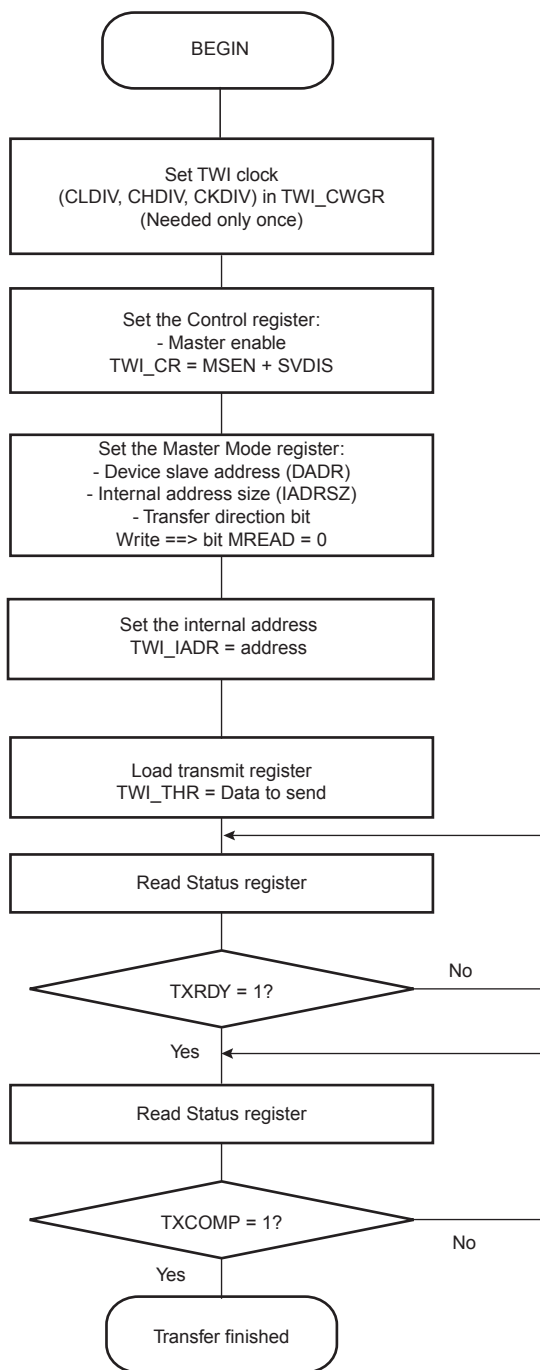 BEGIN
Set TWI clock
(CLDIV, CHDIV, CKDIV) in TWI_CWGR
(Needed only once)
Set the Control register:
- Master enable
TWI_CR = MSEN + SVDIS
Set the Master Mode register:
- Device slave address (DADR)
- Internal address size (IADRSZ)
- Transfer direction bit
Write ==> bit MREAD = 0
Set the internal address
TWI_IADR = address
Load transmit register
TWI_THR = Data to send
Read Status register
No
TXRDY = 1?
Yes
Read Status register
TXCOMP = 1?
No
Yes
Transfer finished